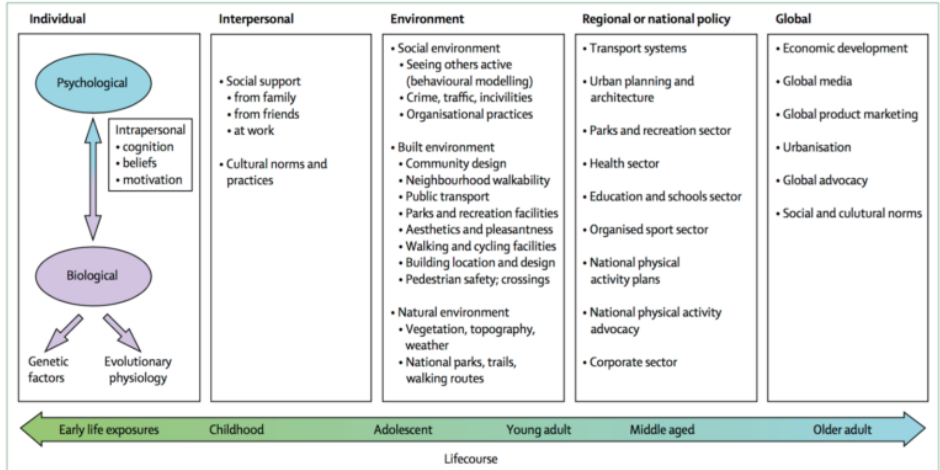 Individual
Psychological
Intrapersonal
• cognition
• beliefs
• motivation
Biological
Genetic
factors
Evolutionary
physiology
Interpersonal
• Social support
• from family
• from friends
• at work
• Cultural norms and
practices
Environment
• Social environment
• Seeing others active
(behavioural modelling)
• Crime, traffic, incivilities
• Organisational practices
• Built environment
• Community design
• Neighbourhood walkability
• Public transport
• Parks and recreation facilities
• Aesthetics and pleasantness
• Walking and cycling facilities
• Building location and design
• Pedestrian safety; crossings
• Natural environment
• Vegetation, topography,
weather
• National parks, trails,
walking routes
Regional or national policy
• Transport systems
• Urban planning and
architecture
• Parks and recreation sector
• Health sector
• Education and schools sector
• Organised sport sector
• National physical
activity plans
• National physical activity
advocacy
• Corporate sector
Global
• Economic development
• Global media
• Global product marketing
• Urbanisation
• Global advocacy
• Social and culutural norms
Early life exposures
Childhood
Adolescent
Young adult
Middle aged
Older adult
Lifecourse